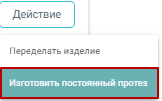 Действие
Переделать изделие
Изготовить постоянный протез